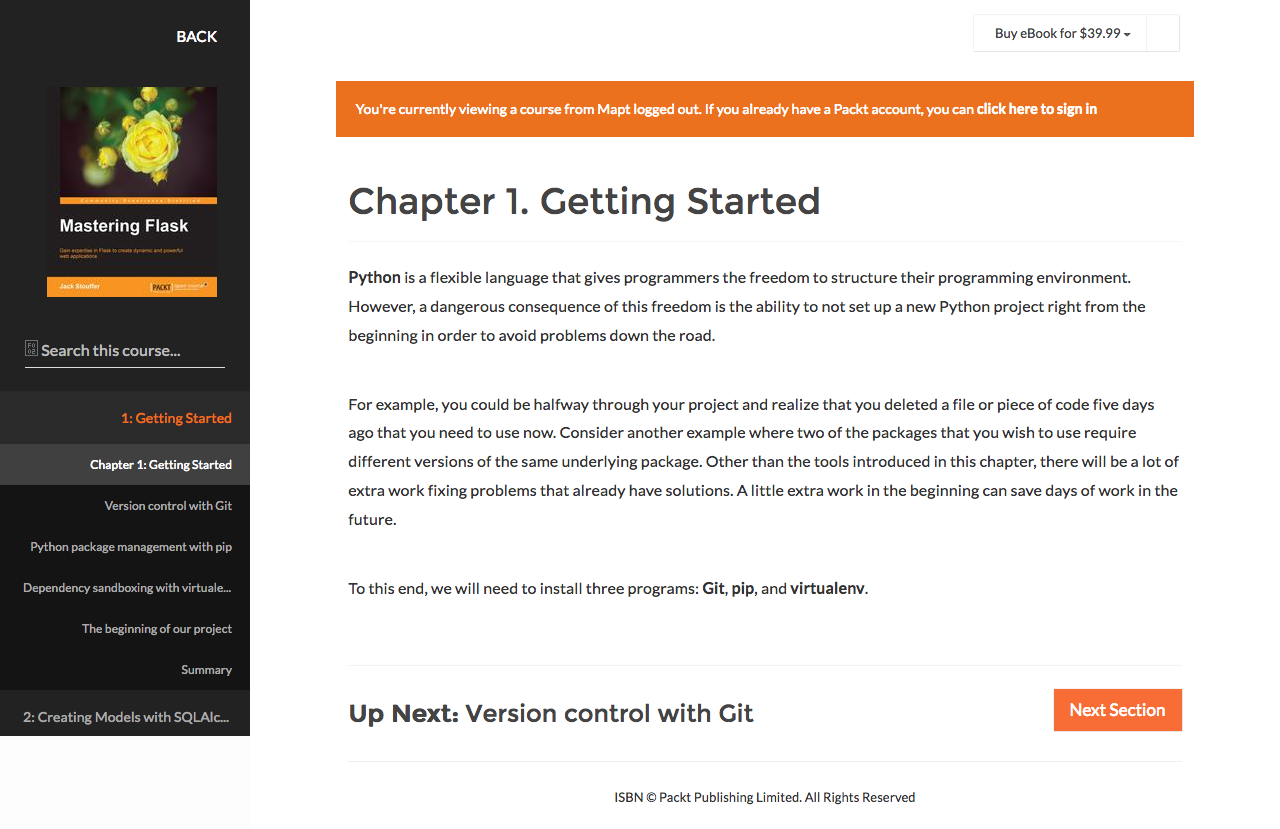 BACK
Community Experience Distilled
Mastering Flask
Gain expertise in Flask to create dynamic and powerful
web applications
Jack Stouffer
PACKT
open source
Search this course...
1: Getting Started
Chapter 1: Getting Started
Version control with Git
Python package management with pip
Dependency sandboxing with virtuale...
The beginning of our project
Summary
2: Creating Models with SQLAlc...
Buy eBook for $39.99
You're currently viewing a course from Mapt logged out. If you already have a Packt account, you can click here to sign in
Chapter 1. Getting Started
Python is a flexible language that gives programmers the freedom to structure their programming environment.
However, a dangerous consequence of this freedom is the ability to not set up a new Python project right from the
beginning in order to avoid problems down the road.
For example, you could be halfway through your project and realize that you deleted a file or piece of code five days
ago that you need to use now. Consider another example where two of the packages that you wish to use require
different versions of the same underlying package. Other than the tools introduced in this chapter, there will be a lot of
extra work fixing problems that already have solutions. A little extra work in the beginning can save days of work in the
future.
To this end, we will need to install three programs: Git, pip, and virtualenv.
Up Next: Version control with Git
Next Section
ISBN © Packt Publishing Limited. All Rights Reserved